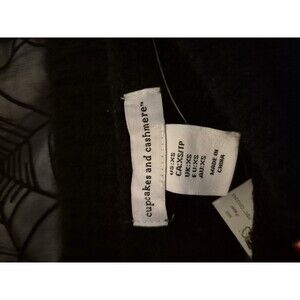 cupcakes and cashmere™
US:XS
CA:XS/TP
UK:XS
EU:XS
AU:XS
MADE IN
CHINA